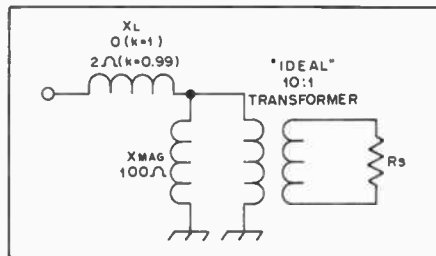 XL
0 (k=1)
2Ω(k=0.99)
"IDEAL"
10:1
TRANSFORMER
XMAG
100Ω
Rs